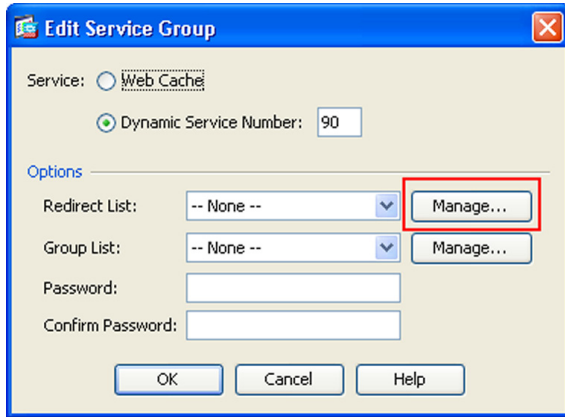 Edit Service Group
Service: Web Cache
Dynamic Service Number: 90
Options
Redirect List: -- None -- Manage...
Group List: -- None -- Manage...
Password:
Confirm Password:
OK Cancel Help